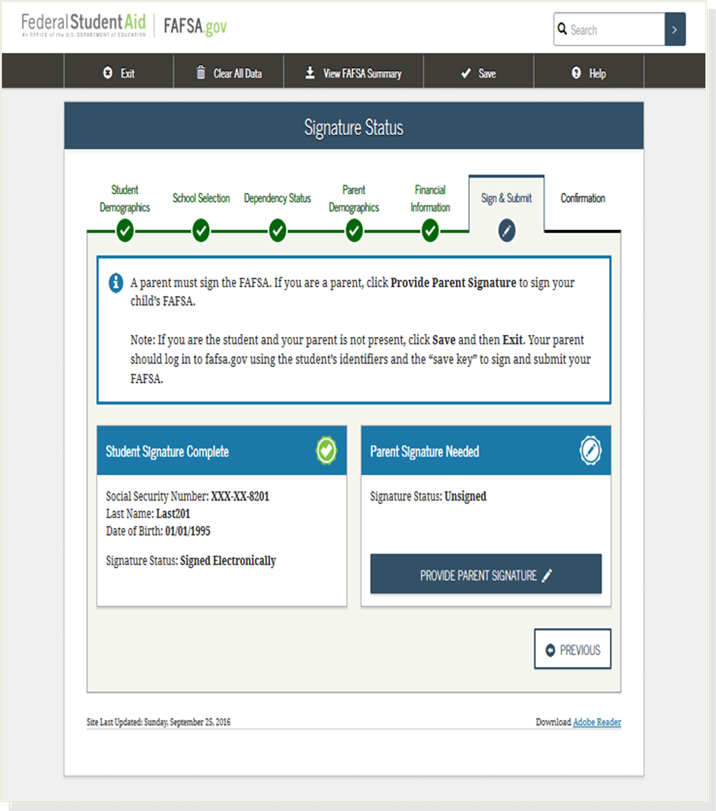 Federal Student Aid FAFSA.gov
An OFFICE of the U.S. DEPARTMENT of EDUCATION
Search
Exit Clear All Data View FAFSA Summary Save Help
Signature Status
Student Demographics
School Selection
Dependency Status
Parent Demographics
Financial Information
Sign & Submit
Confirmation
A parent must sign the FAFSA. If you are a parent, click Provide Parent Signature to sign your
child's FAFSA.
Note: If you are the student and your parent is not present, click Save and then Exit. Your parent
should log in to fafsa.gov using the student's identifiers and the “save key” to sign and submit your
FAFSA.
Student Signature Complete
Social Security Number: XXX-XX-8201
Last Name: Last201
Date of Birth: 01/01/1995
Signature Status: Signed Electronically
Parent Signature Needed
Signature Status: Unsigned
PROVIDE PARENT SIGNATURE
PREVIOUS
Site Last Updated: Sunday, September 25, 2016
Download Adobe Reader